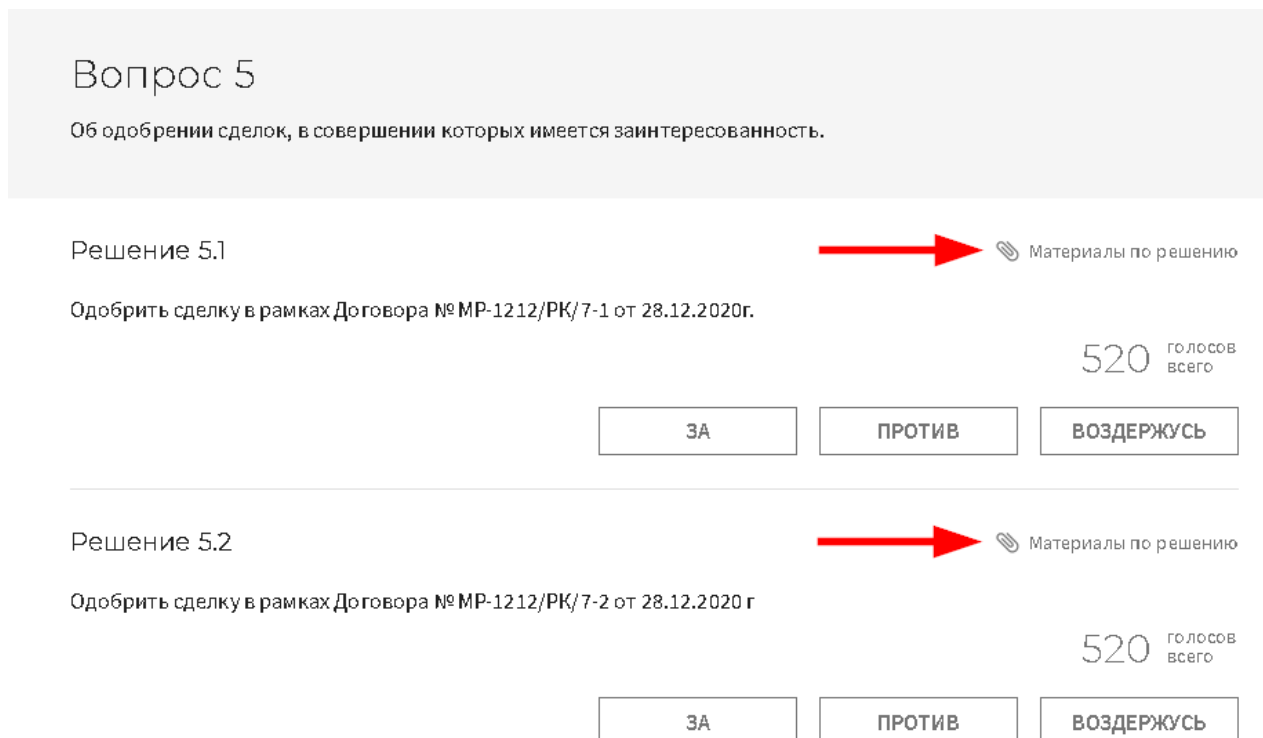 Вопрос 5
Об одобрении сделок, в совершении которых имеется заинтересованность.
Решение 5.1
Материалы по решению
Одобрить сделку в рамках Договора № МР-1212/РК/7-1 от 28.12.2020г.
520 голосов всего
ЗА
ПРОТИВ
ВОЗДЕРЖУСЬ
Решение 5.2
Материалы по решению
Одобрить сделку в рамках Договора № МР-1212/РК/7-2 от 28.12.2020 г
520 голосов всего
ЗА
ПРОТИВ
ВОЗДЕРЖУСЬ